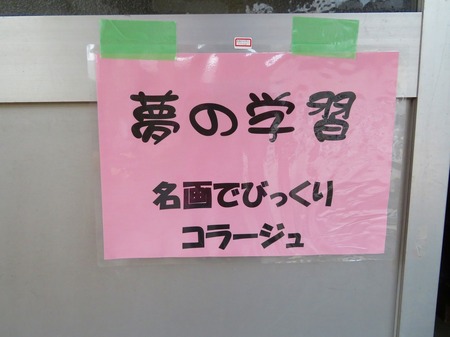 夢の学習
名画でびっくり
コラージュ